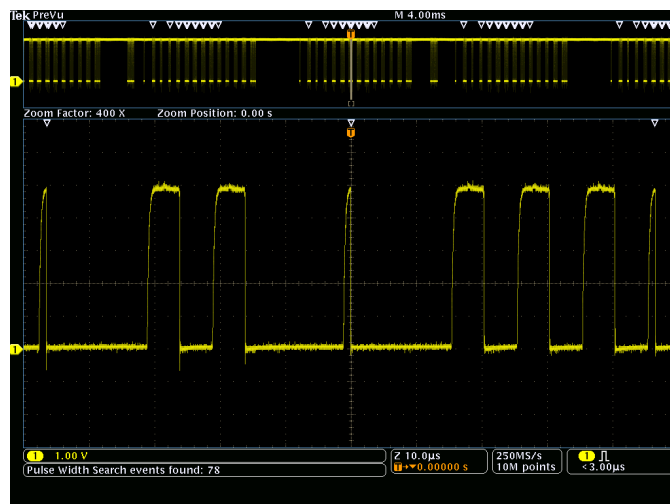 Tek PreVu M 4.00ms
T
1
Zoom Factor: 400 X Zoom Position: 0.00 s
T
1
1 1.00 V Z 10.0µs 250MS/s 1
Pulse Width Search events found: 78 T→▼0.00000 s 10M points <3.00µs